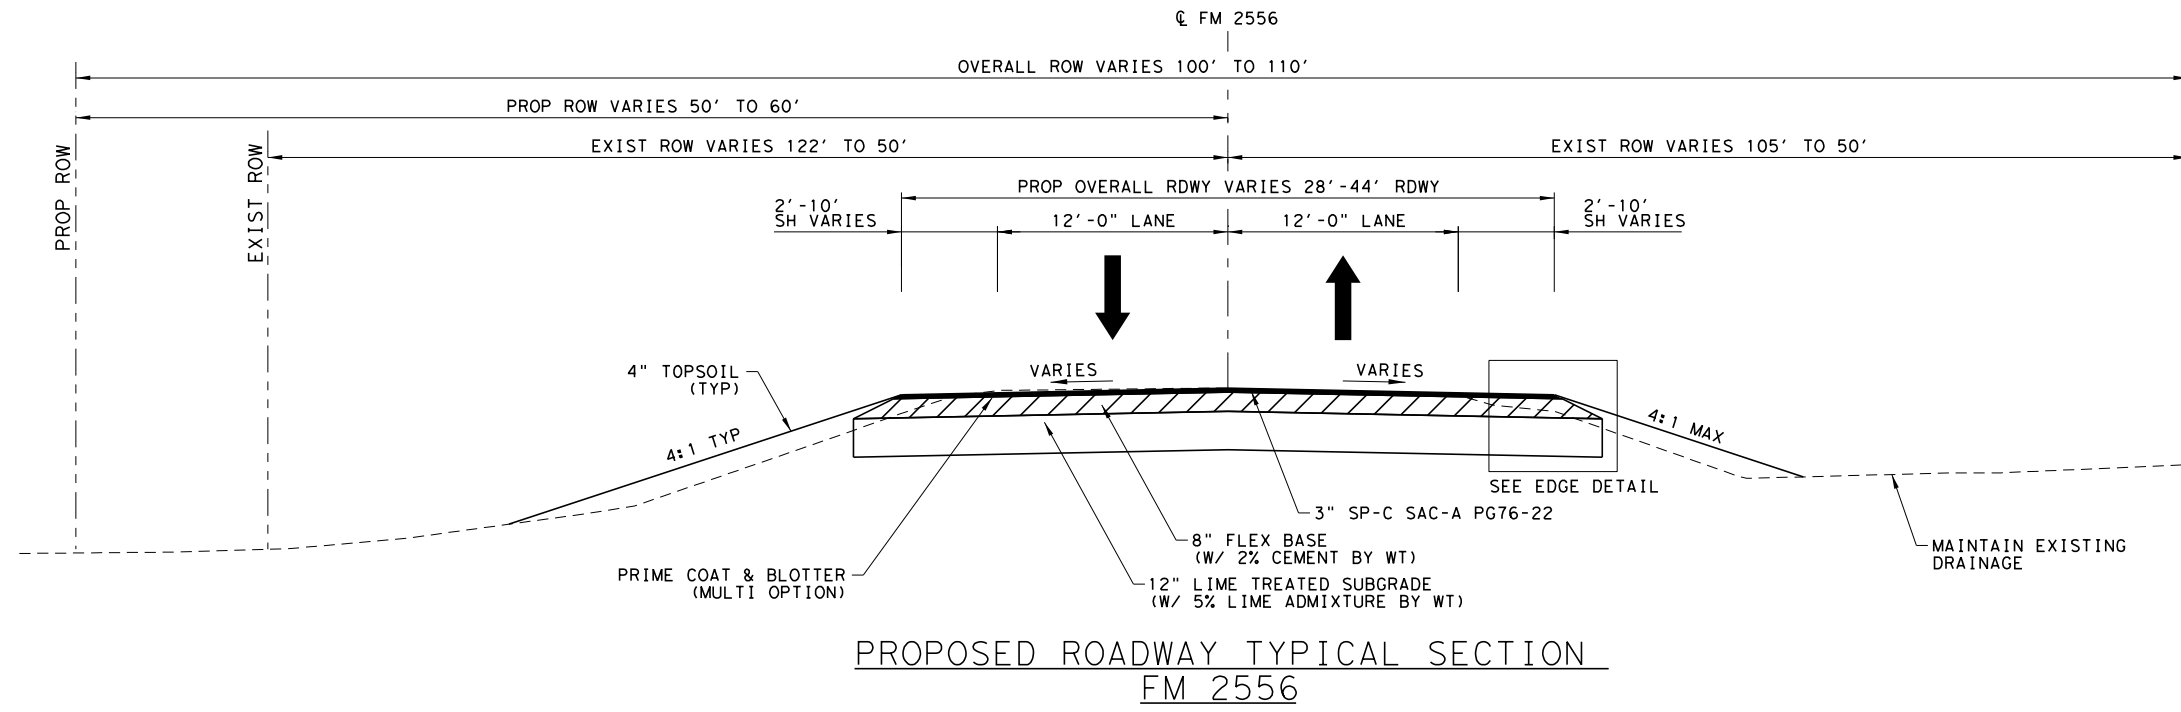 ℄ FM 2556
OVERALL ROW VARIES 100' TO 110'
PROP ROW VARIES 50' TO 60'
EXIST ROW VARIES 122' TO 50'
EXIST ROW VARIES 105' TO 50'
PROP ROW
EXIST ROW
PROP OVERALL RDWY VARIES 28'-44' RDWY
2'-10'
SH VARIES
12'-0" LANE
12'-0" LANE
2'-10'
SH VARIES
4" TOPSOIL
(TYP)
VARIES
VARIES
4:1 TYP
4:1 MAX
SEE EDGE DETAIL
3" SP-C SAC-A PG76-22
8" FLEX BASE
(W/ 2% CEMENT BY WT)
MAINTAIN EXISTING
DRAINAGE
PRIME COAT & BLOTTER
(MULTI OPTION)
12" LIME TREATED SUBGRADE
(W/ 5% LIME ADMIXTURE BY WT)
PROPOSED ROADWAY TYPICAL SECTION
FM 2556